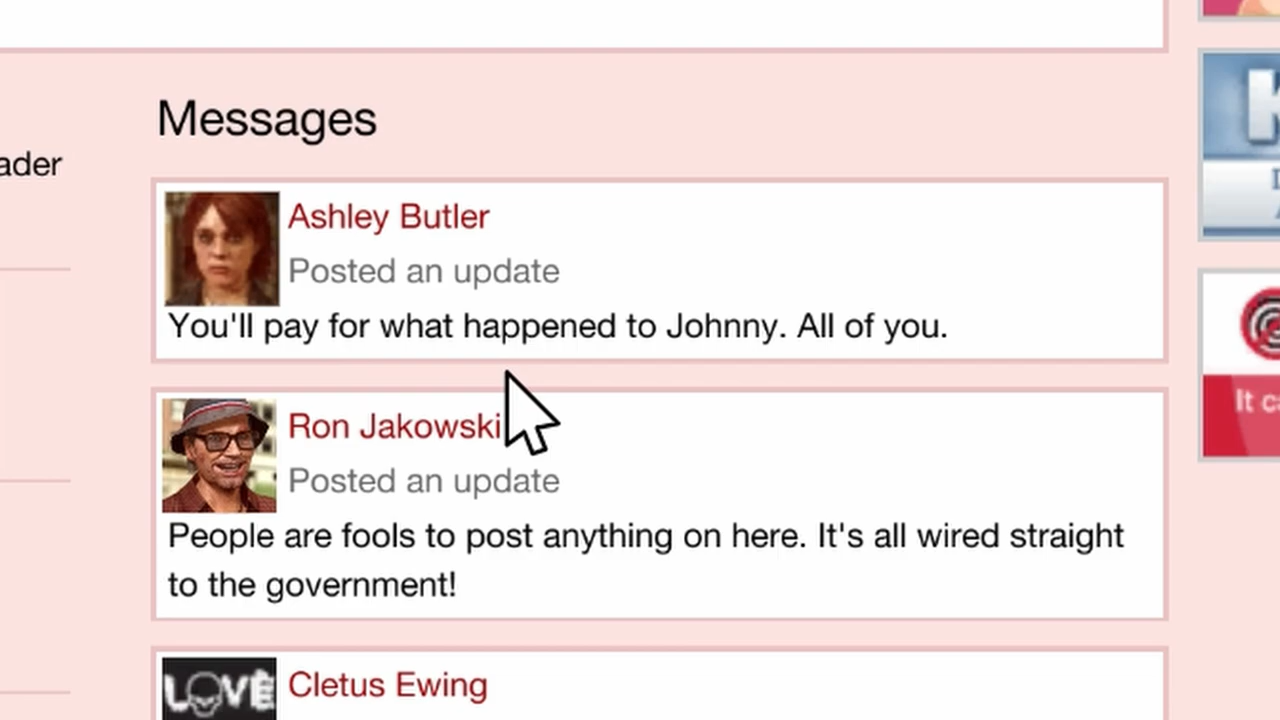 Messages
ader
Ashley Butler
Posted an update
You'll pay for what happened to Johnny. All of you.
Ron Jakowski
Posted an update
People are fools to post anything on here. It's all wired straight
to the government!
LOVE
Cletus Ewing
K
It c